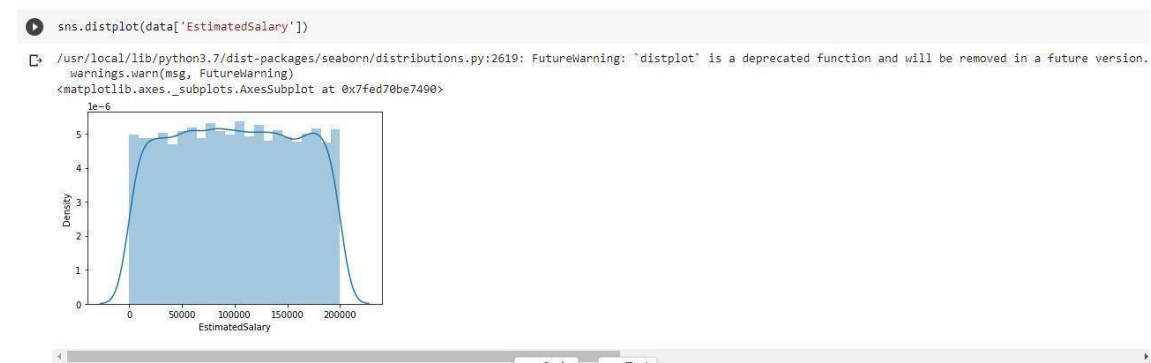 sns.distplot(data['EstimatedSalary'])
/usr/local/lib/python3.7/dist-packages/seaborn/distributions.py:2619: FutureWarning: `distplot` is a deprecated function and will be removed in a future version.
warnings.warn(msg, FutureWarning)
<matplotlib.axes._subplots.AxesSubplot at 0x7fed70be7490>
1e-6
5
4
3
2
1
0
Density
0 50000 100000 150000 200000
EstimatedSalary